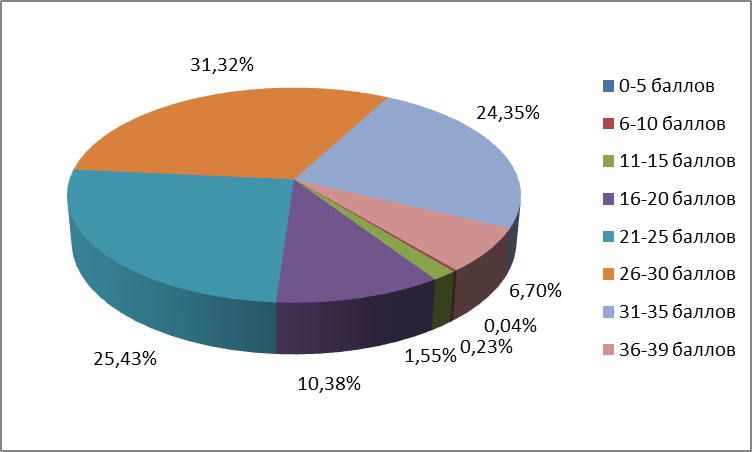 31,32%
24,35%
6,70%
0,04%
0,23%
1,55%
10,38%
25,43%
0-5 баллов
6-10 баллов
11-15 баллов
16-20 баллов
21-25 баллов
26-30 баллов
31-35 баллов
36-39 баллов